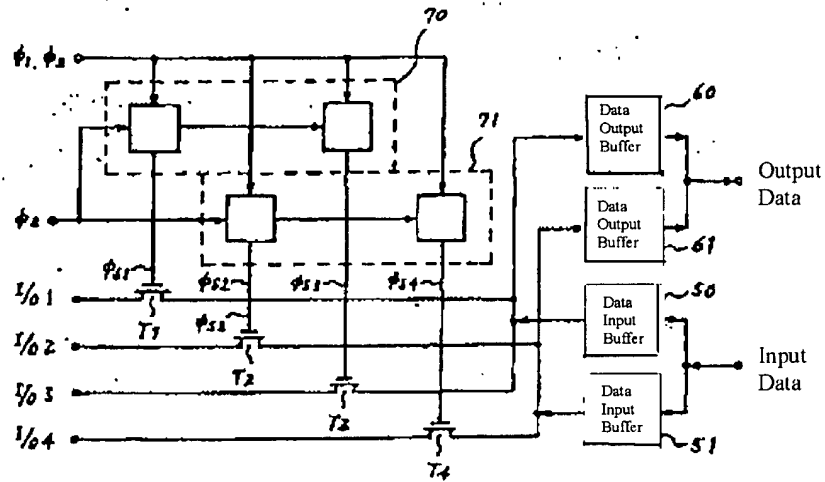 70
φ1, φ2
71
φ2
φS1
φS2
φS3
φS4
φS2
I/O 1
I/O 2
I/O 3
I/O 4
T1
T2
T3
T4
Data
Output
Buffer
60
Data
Output
Buffer
61
Output
Data
Data
Input
Buffer
50
Data
Input
Buffer
51
Input
Data